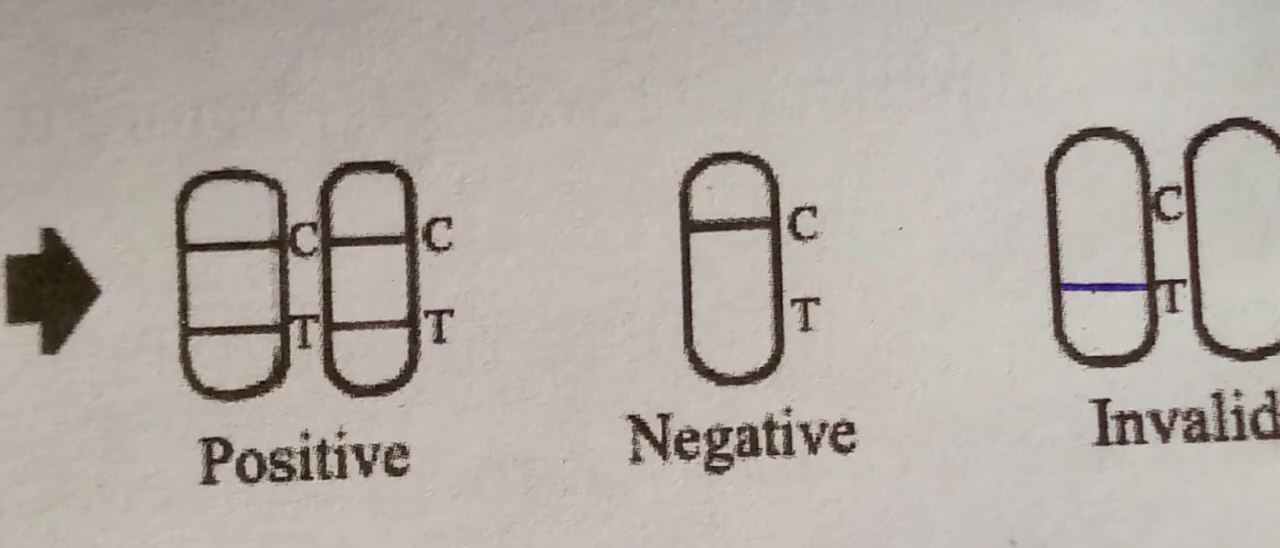 C C
T T
Positive
C
T
Negative
C
T
Invalid